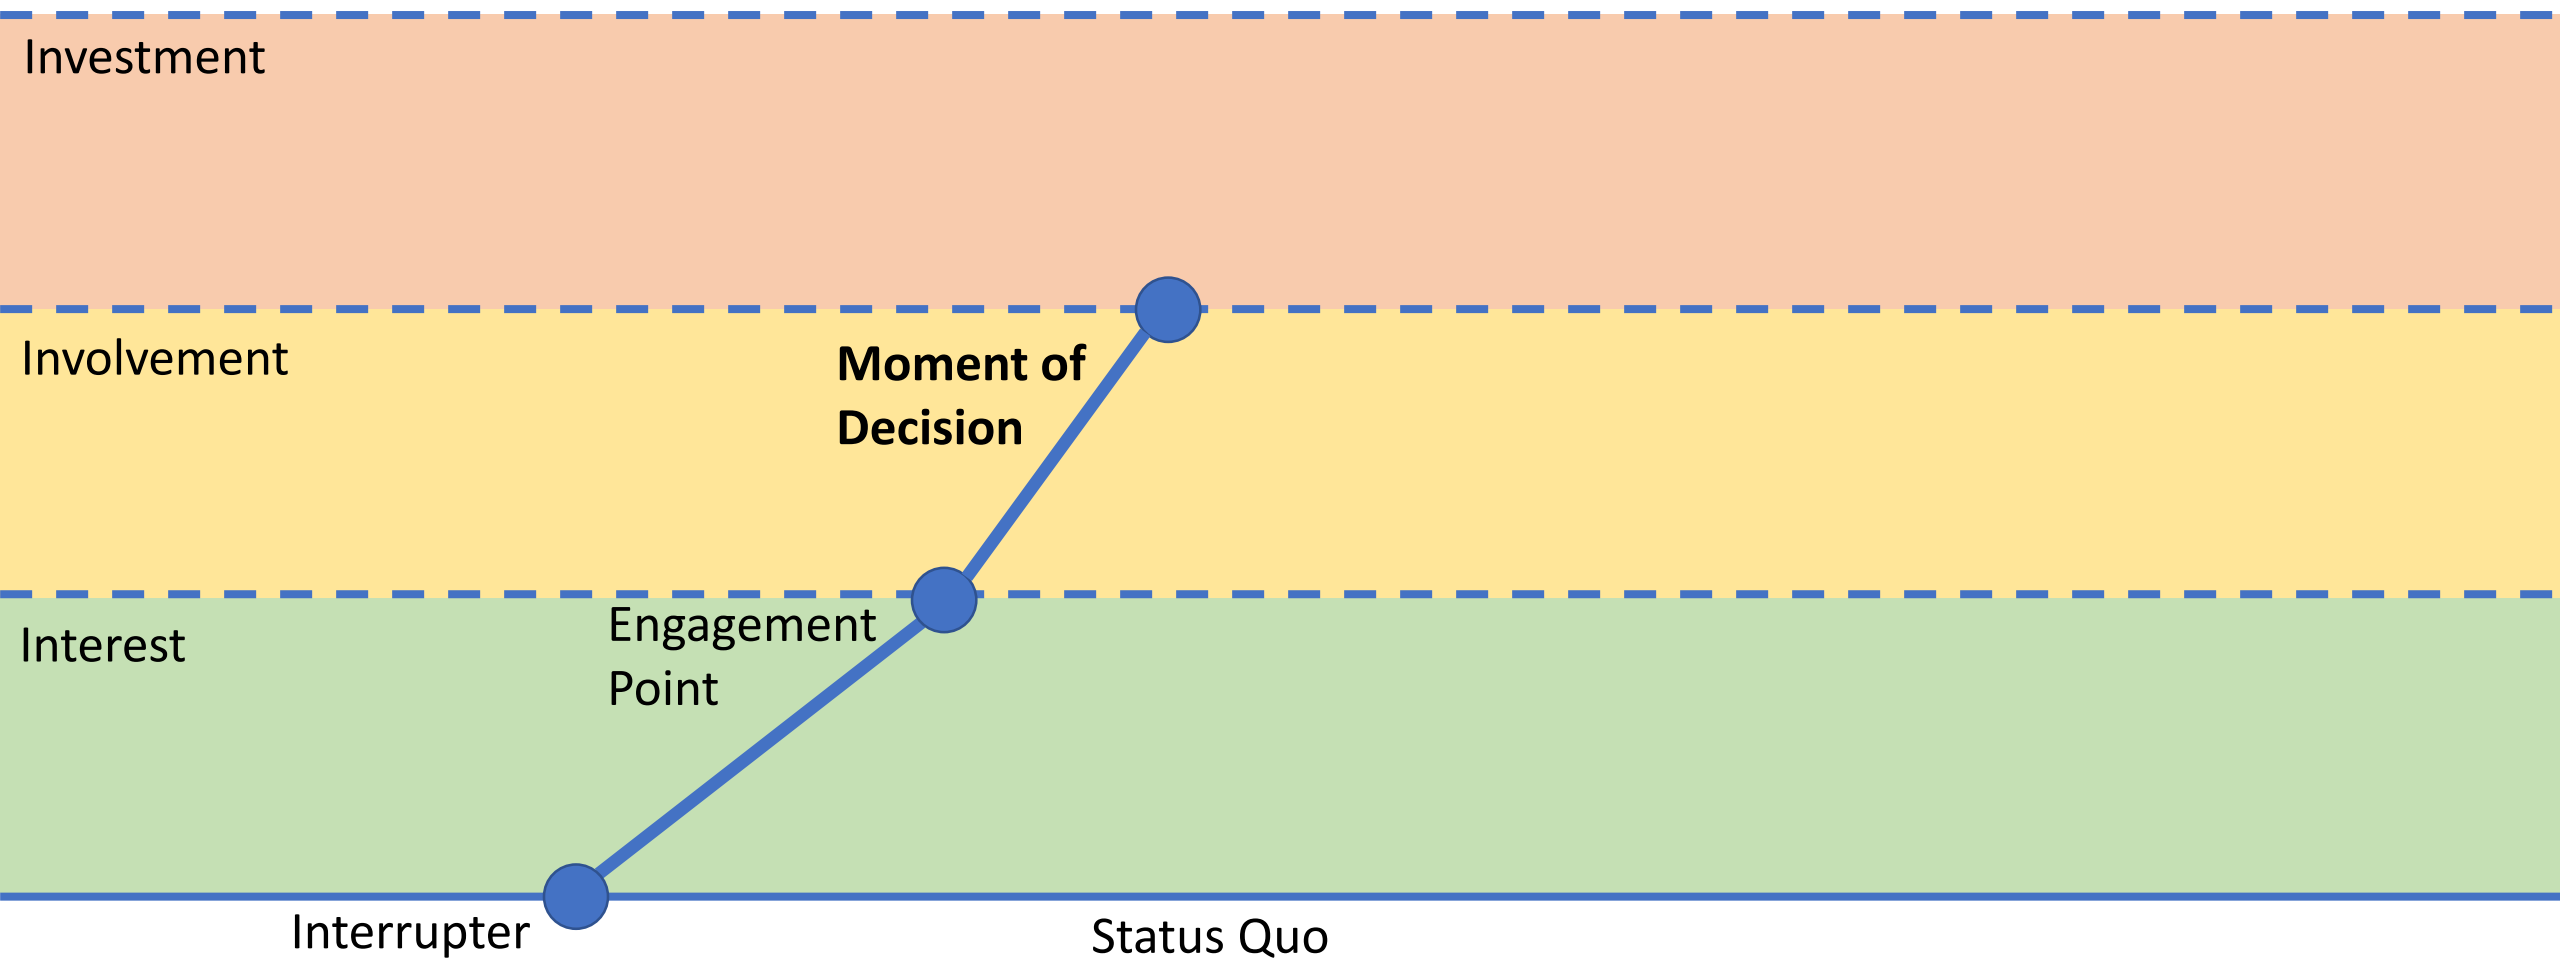 Investment
Involvement
Moment of
Decision
Engagement
Point
Interest
Interrupter
Status Quo